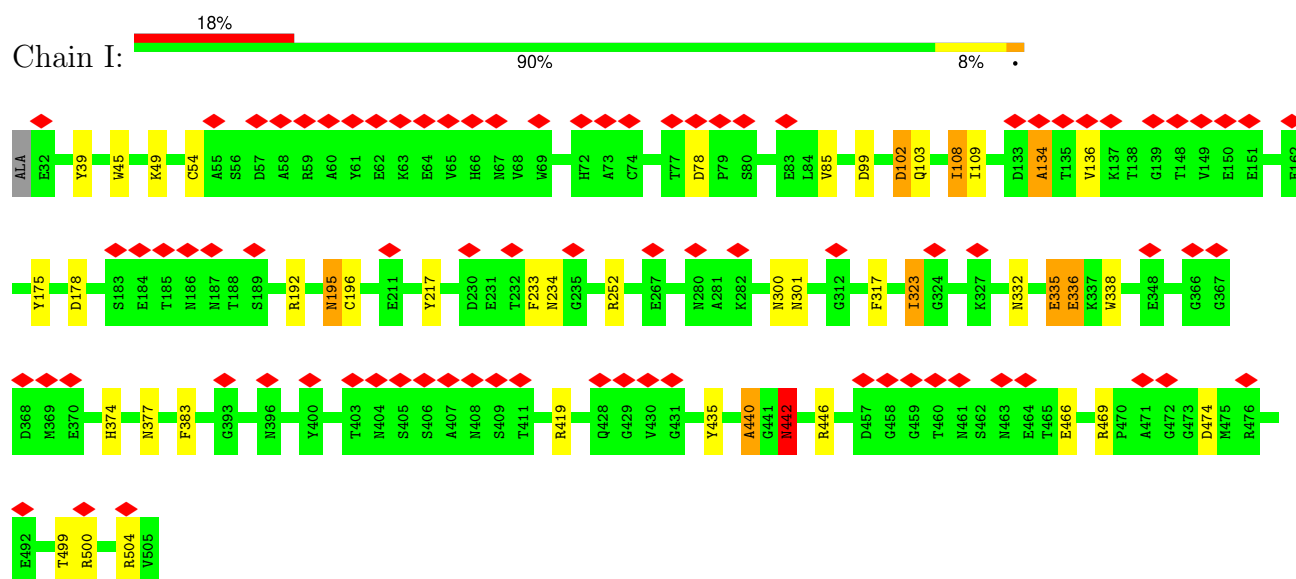 18%
Chain I:
90% 8% •
ALA E32 Y39 W45 K49 C54 A55 S56 D57 A58 R59 A60 Y61 E62 K63 E64 V65 H66 N67 V68 W69 H72 A73 C74 T77 D78 P79 S80 E83 L84 V85 D99 D102 Q103 I108 I109 D133 A134 T135 V136 K137 T138 G139 T148 V149 E150 E151 E162
Y175 D178 S183 E184 T185 N186 N187 T188 S189 R192 N195 C196 E211 Y217 D230 E231 T232 F233 N234 G235 R252 E267 N280 A281 K282 N300 N301 G312 F317 I323 G324 K327 N332 E335 E336 K337 W338 E348 G366 G367
D368 M369 E370 H374 N377 F383 G393 N396 Y400 T403 N404 S405 S406 A407 N408 S409 T411 R419 Q428 G429 V430 G431 Y435 A440 G441 N442 R446 D457 G458 G459 T460 N461 S462 N463 E464 T465 E466 R469 P470 A471 G472 G473 D474 M475 R476
E492 T499 R500 R504 V505